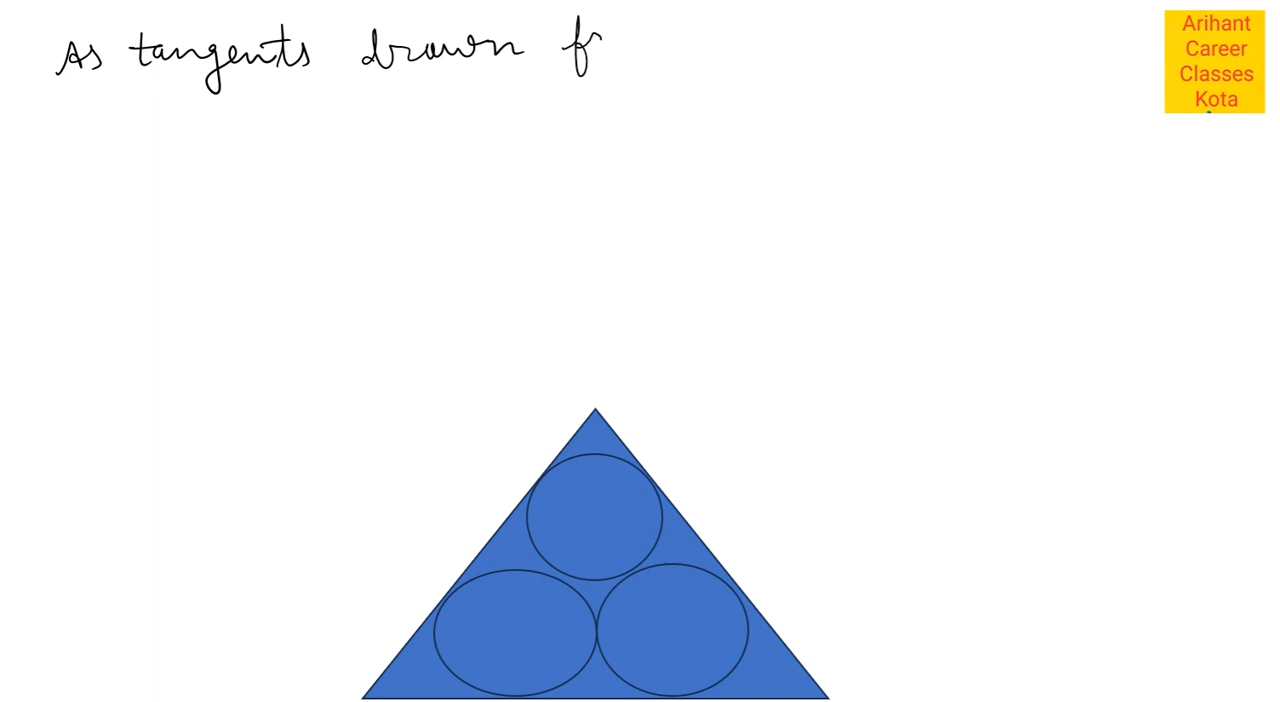 As tangents drawn
Arihant
Career
Classes
Kota